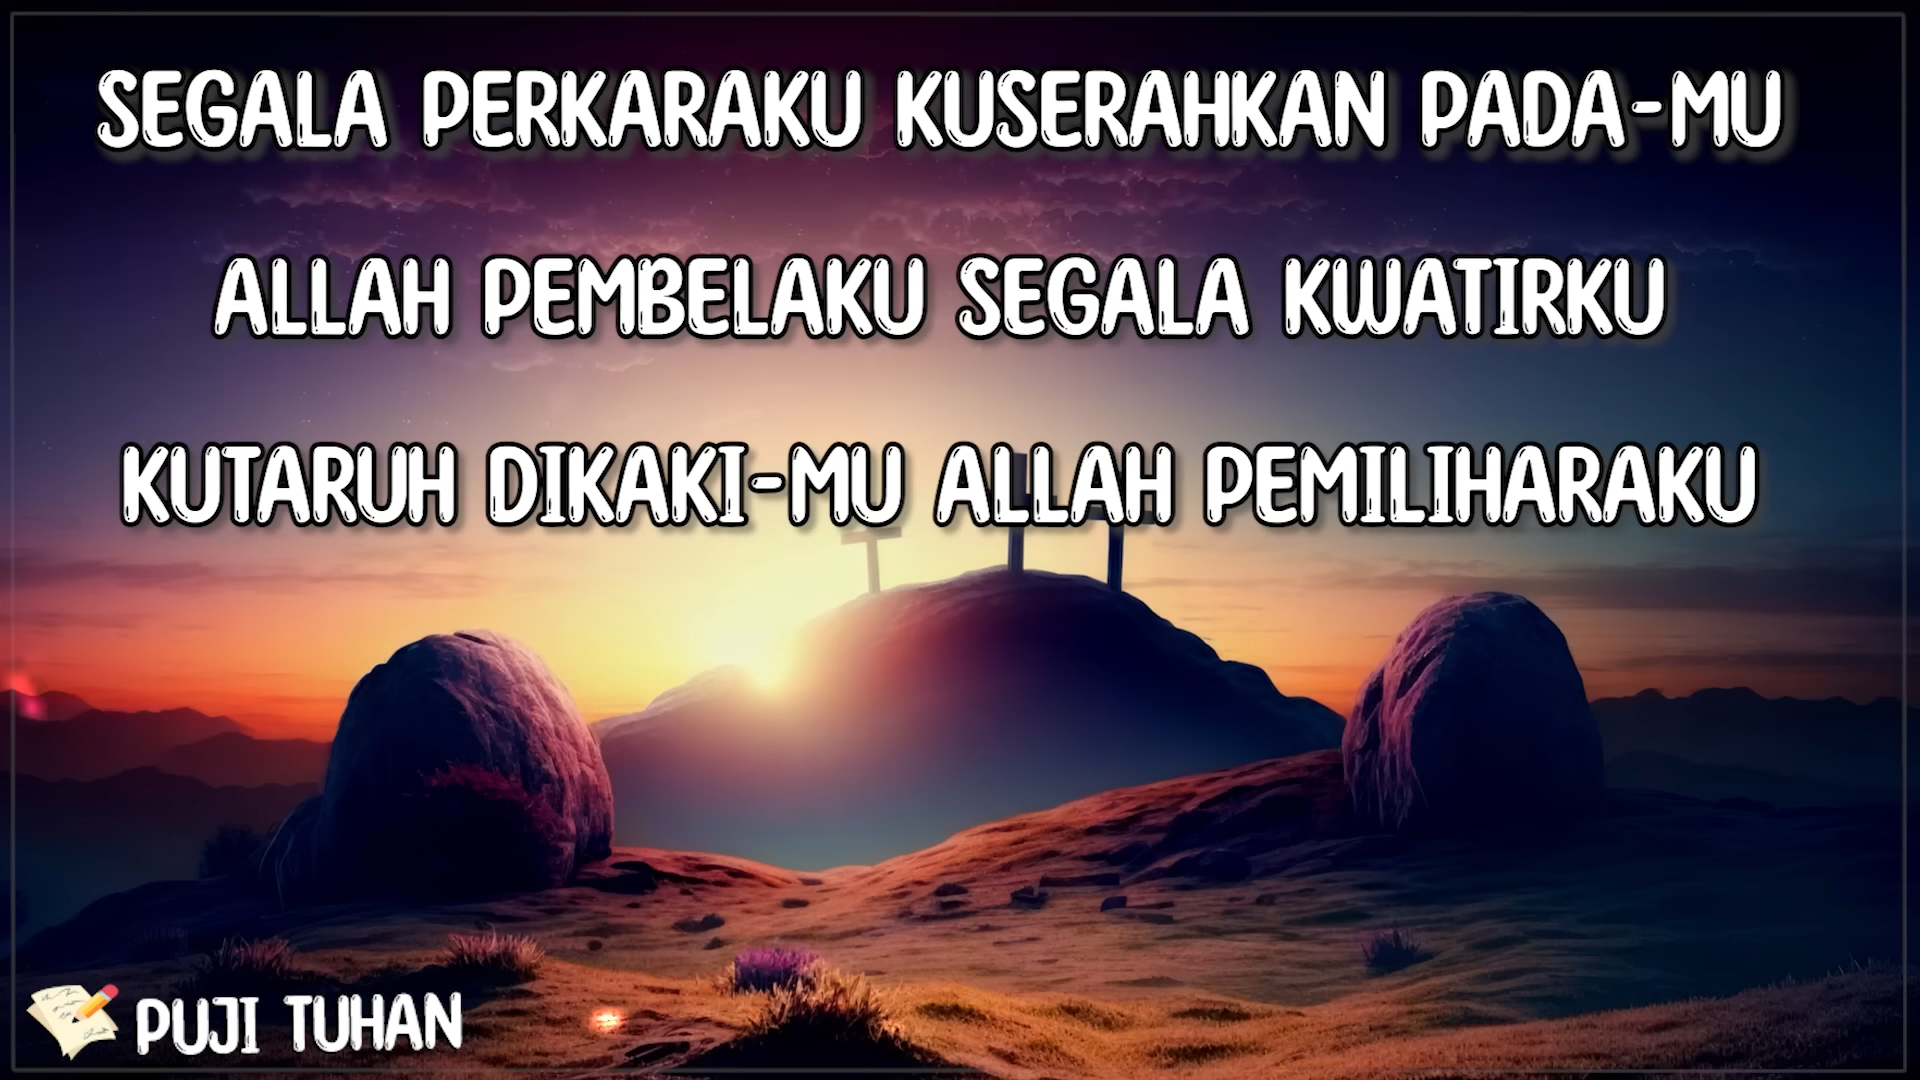 SEGALA PERKARAKU KUSERAHKAN PADA-MU
ALLAH PEMBELAKU SEGALA KWATIRKU
KUTARUH DIKAKI-MU ALLAH PEMILIHARAKU
PUJI TUHAN